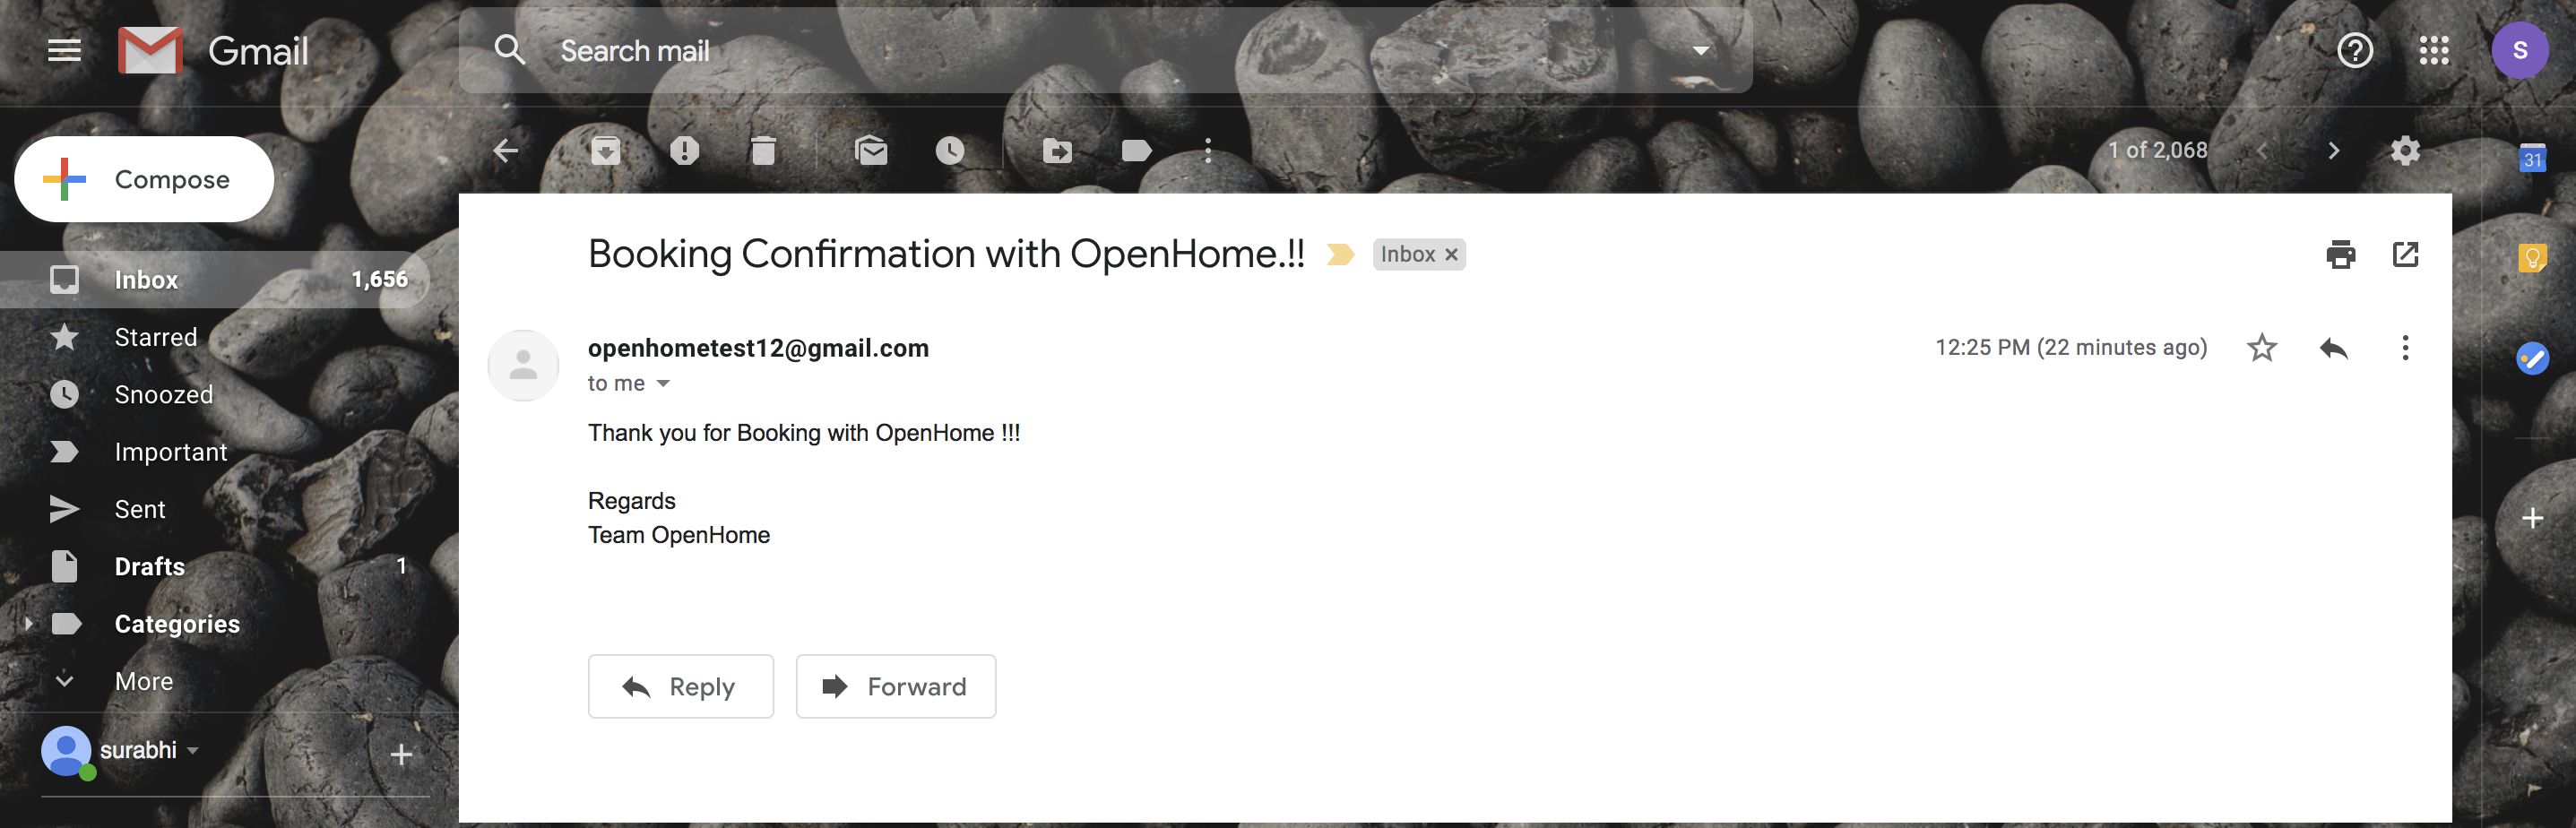 Gmail
Search mail
S
Compose
1 of 2,068
31
Booking Confirmation with OpenHome.!! Inbox ×
Inbox 1,656
Starred
Snoozed
Important
Sent
Drafts 1
Categories
More
surabhi
openhometest12@gmail.com
12:25 PM (22 minutes ago)
to me
Thank you for Booking with OpenHome !!!
Regards
Team OpenHome
Reply
Forward